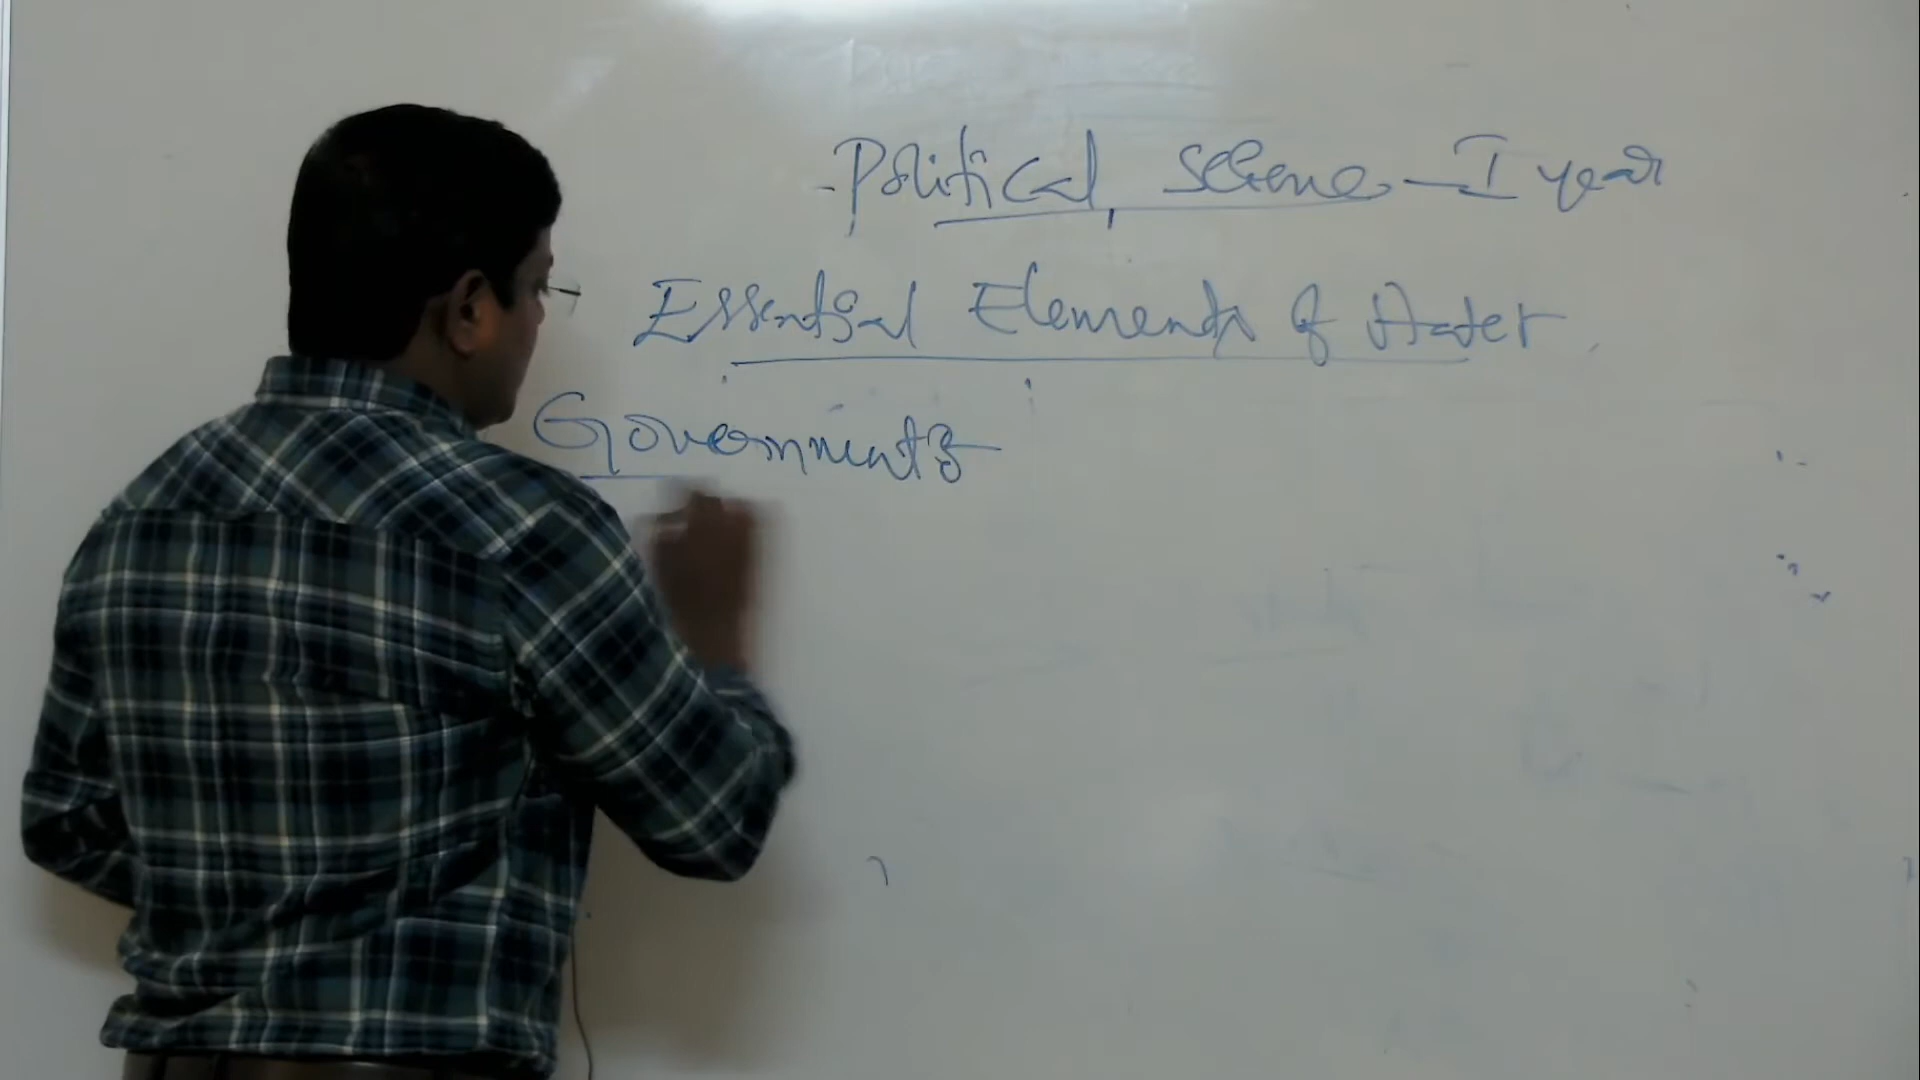 Political Science - I year
Essential Elements of State:
Government: